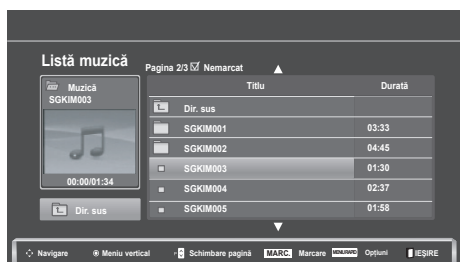 Listă muzică
Pagina 2/3 Nemarcat
Muzică
SGKIM003
00:00/01:34
Dir. sus
Titlu Durată
Dir. sus
SGKIM001 03:33
SGKIM002 04:45
SGKIM003 01:30
SGKIM004 02:37
SGKIM005 01:58
Navigare Meniu vertical P Schimbare pagină MARC. Marcare MENIURAPID Opțiuni IEŞIRE